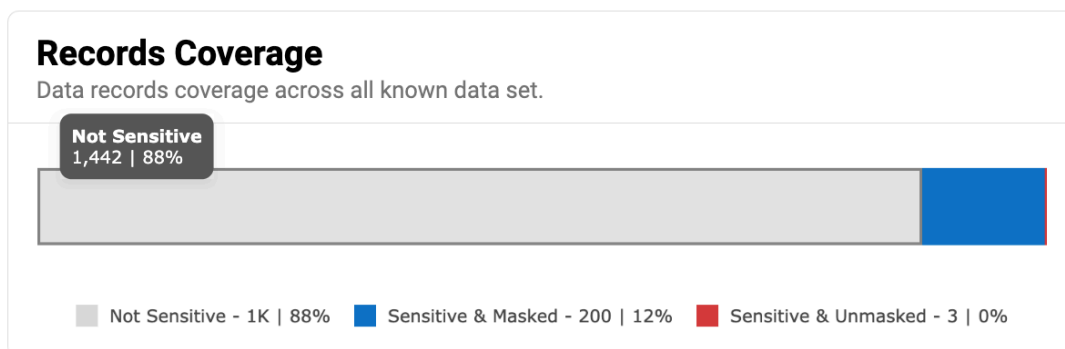 Records Coverage
Data records coverage across all known data set.
Not Sensitive
1,442 | 88%
Not Sensitive - 1K | 88%
Sensitive & Masked - 200 | 12%
Sensitive & Unmasked - 3 | 0%